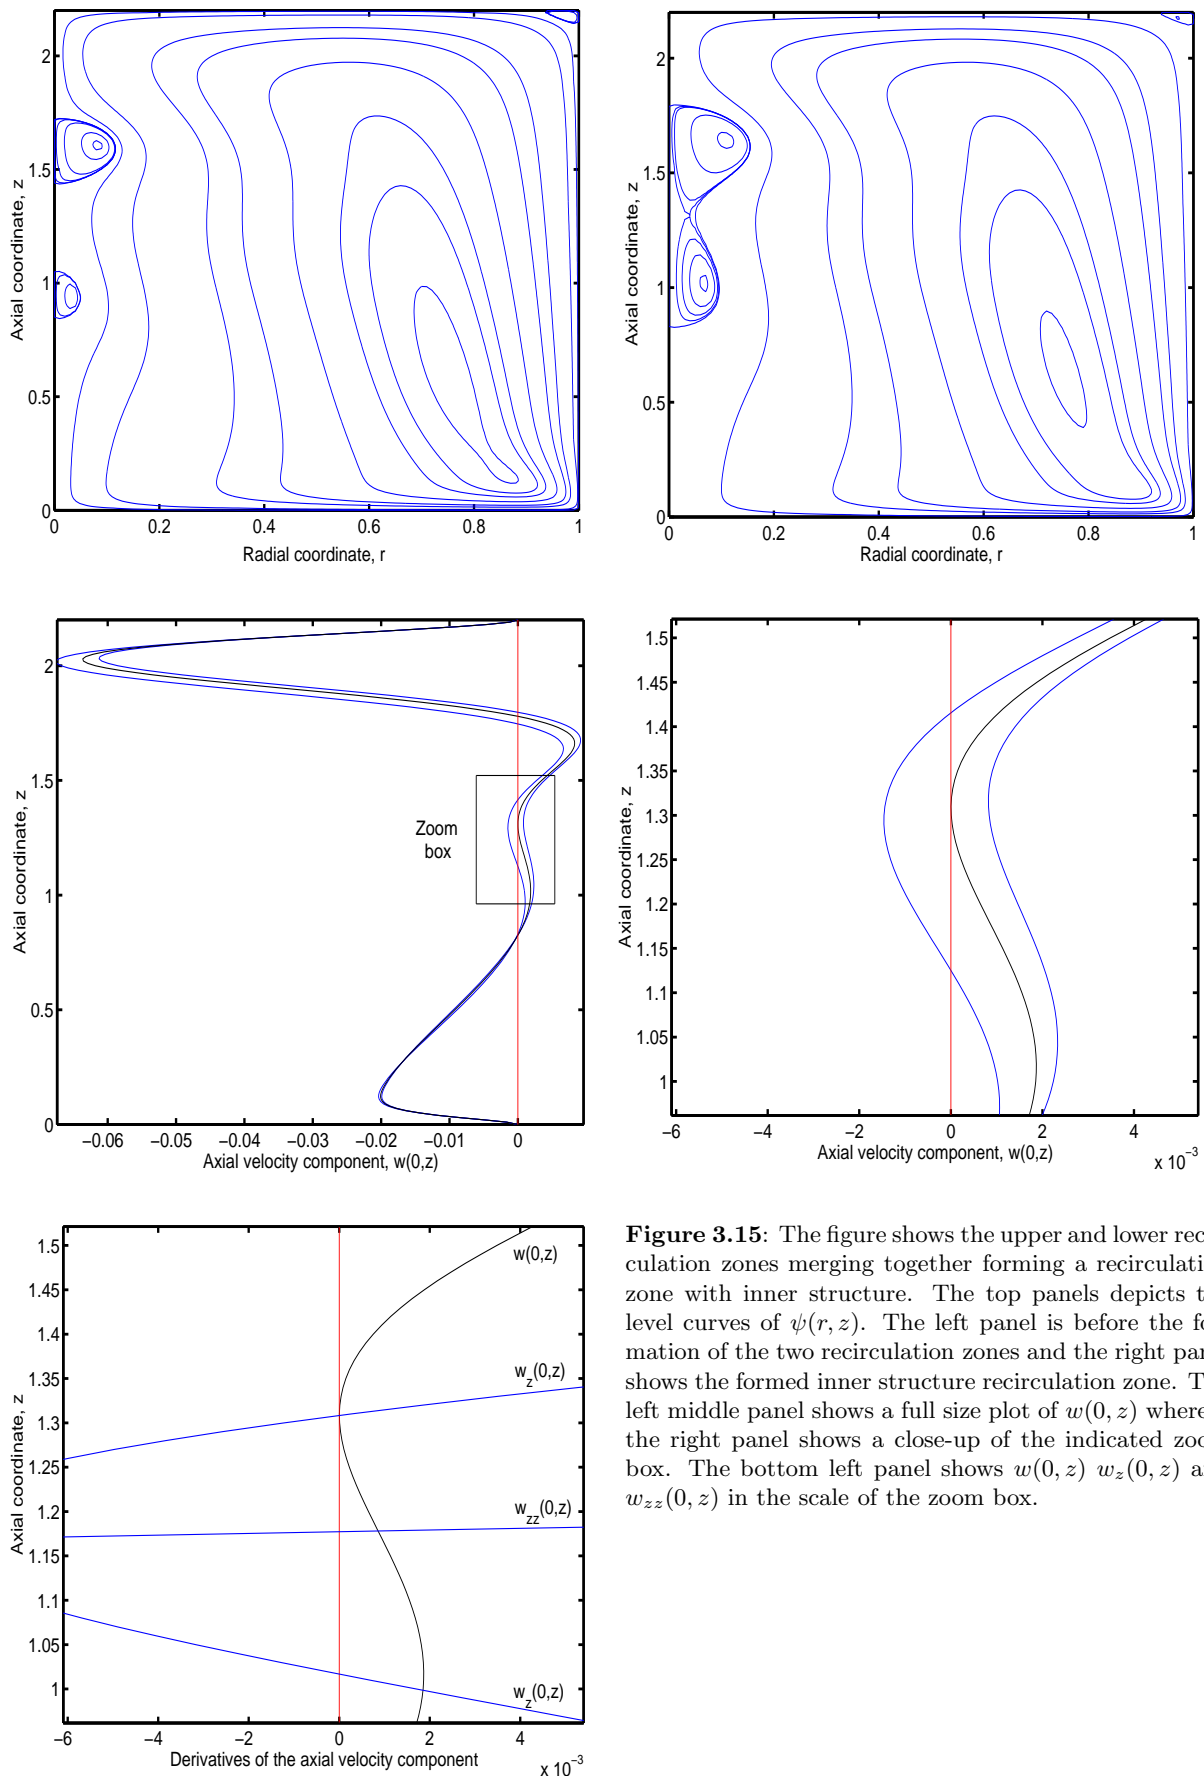 2
1.5
1
0.5
0
0 0.2 0.4 0.6 0.8 1
Radial coordinate, r
Axial coordinate, z
2
1.5
1
0.5
0
0 0.2 0.4 0.6 0.8 1
Radial coordinate, r
Axial coordinate, z
2
1.5
1
0.5
0
Zoom
box
−0.06 −0.05 −0.04 −0.03 −0.02 −0.01 0
Axial velocity component, w(0,z)
Axial coordinate, z
1.5
1.45
1.4
1.35
1.3
1.25
1.2
1.15
1.1
1.05
1
−6 −4 −2 0 2 4
Axial velocity component, w(0,z)
x 10⁻³
Axial coordinate, z
1.5
1.45
1.4
1.35
1.3
1.25
1.2
1.15
1.1
1.05
1
w(0,z)
w_z(0,z)
w_zz(0,z)
w_z(0,z)
−6 −4 −2 0 2 4
Derivatives of the axial velocity component
x 10⁻³
Axial coordinate, z
Figure 3.15: The figure shows the upper and lower rec
culation zones merging together forming a recirculati
zone with inner structure. The top panels depicts t
level curves of ψ(r, z). The left panel is before the fo
mation of the two recirculation zones and the right pan
shows the formed inner structure recirculation zone. T
left middle panel shows a full size plot of w(0, z) where
the right panel shows a close-up of the indicated zoo
box. The bottom left panel shows w(0, z) w_z(0, z) a
w_zz(0, z) in the scale of the zoom box.